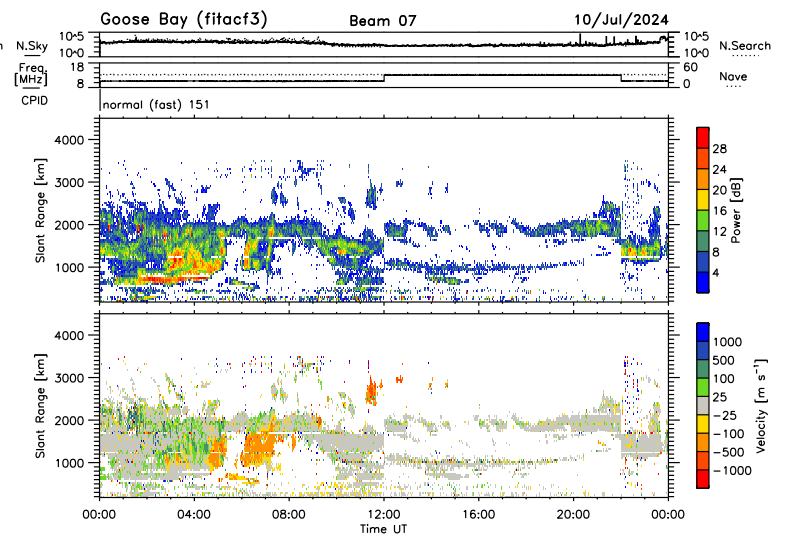 Goose Bay (fitacf3) Beam 07 10/Jul/2024
N.Sky 10^5 10^0 10^5 10^0 N.Search
Freq. [MHz] 18 8 60 0 Nave
CPID normal (fast) 151
Slant Range [km] 4000 3000 2000 1000
Power [dB] 28 24 20 16 12 8 4
Slant Range [km] 4000 3000 2000 1000
Velocity [m s⁻¹] 1000 500 100 25 -25 -100 -500 -1000
00:00 04:00 08:00 12:00 16:00 20:00 00:00
Time UT